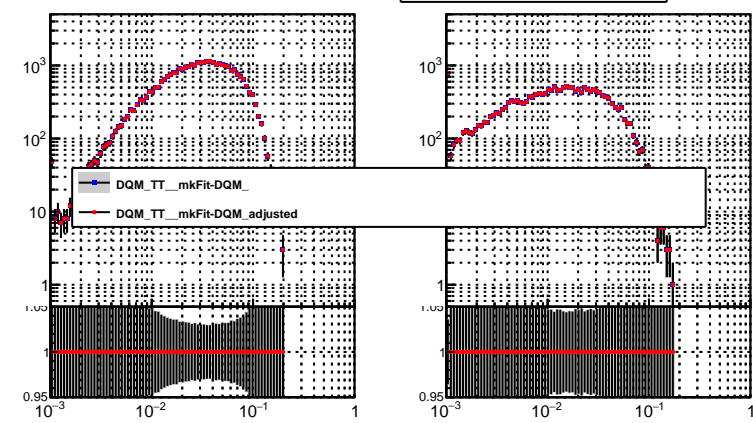 10³ 10³
10² 10²
DQM_TT__mkFit-DQM_
10
DQM_TT__mkFit-DQM_adjusted
1 1
1.05 1.05
1 1
0.95 0.95
10⁻³ 10⁻² 10⁻¹ 1 10⁻³ 10⁻² 10⁻¹ 1